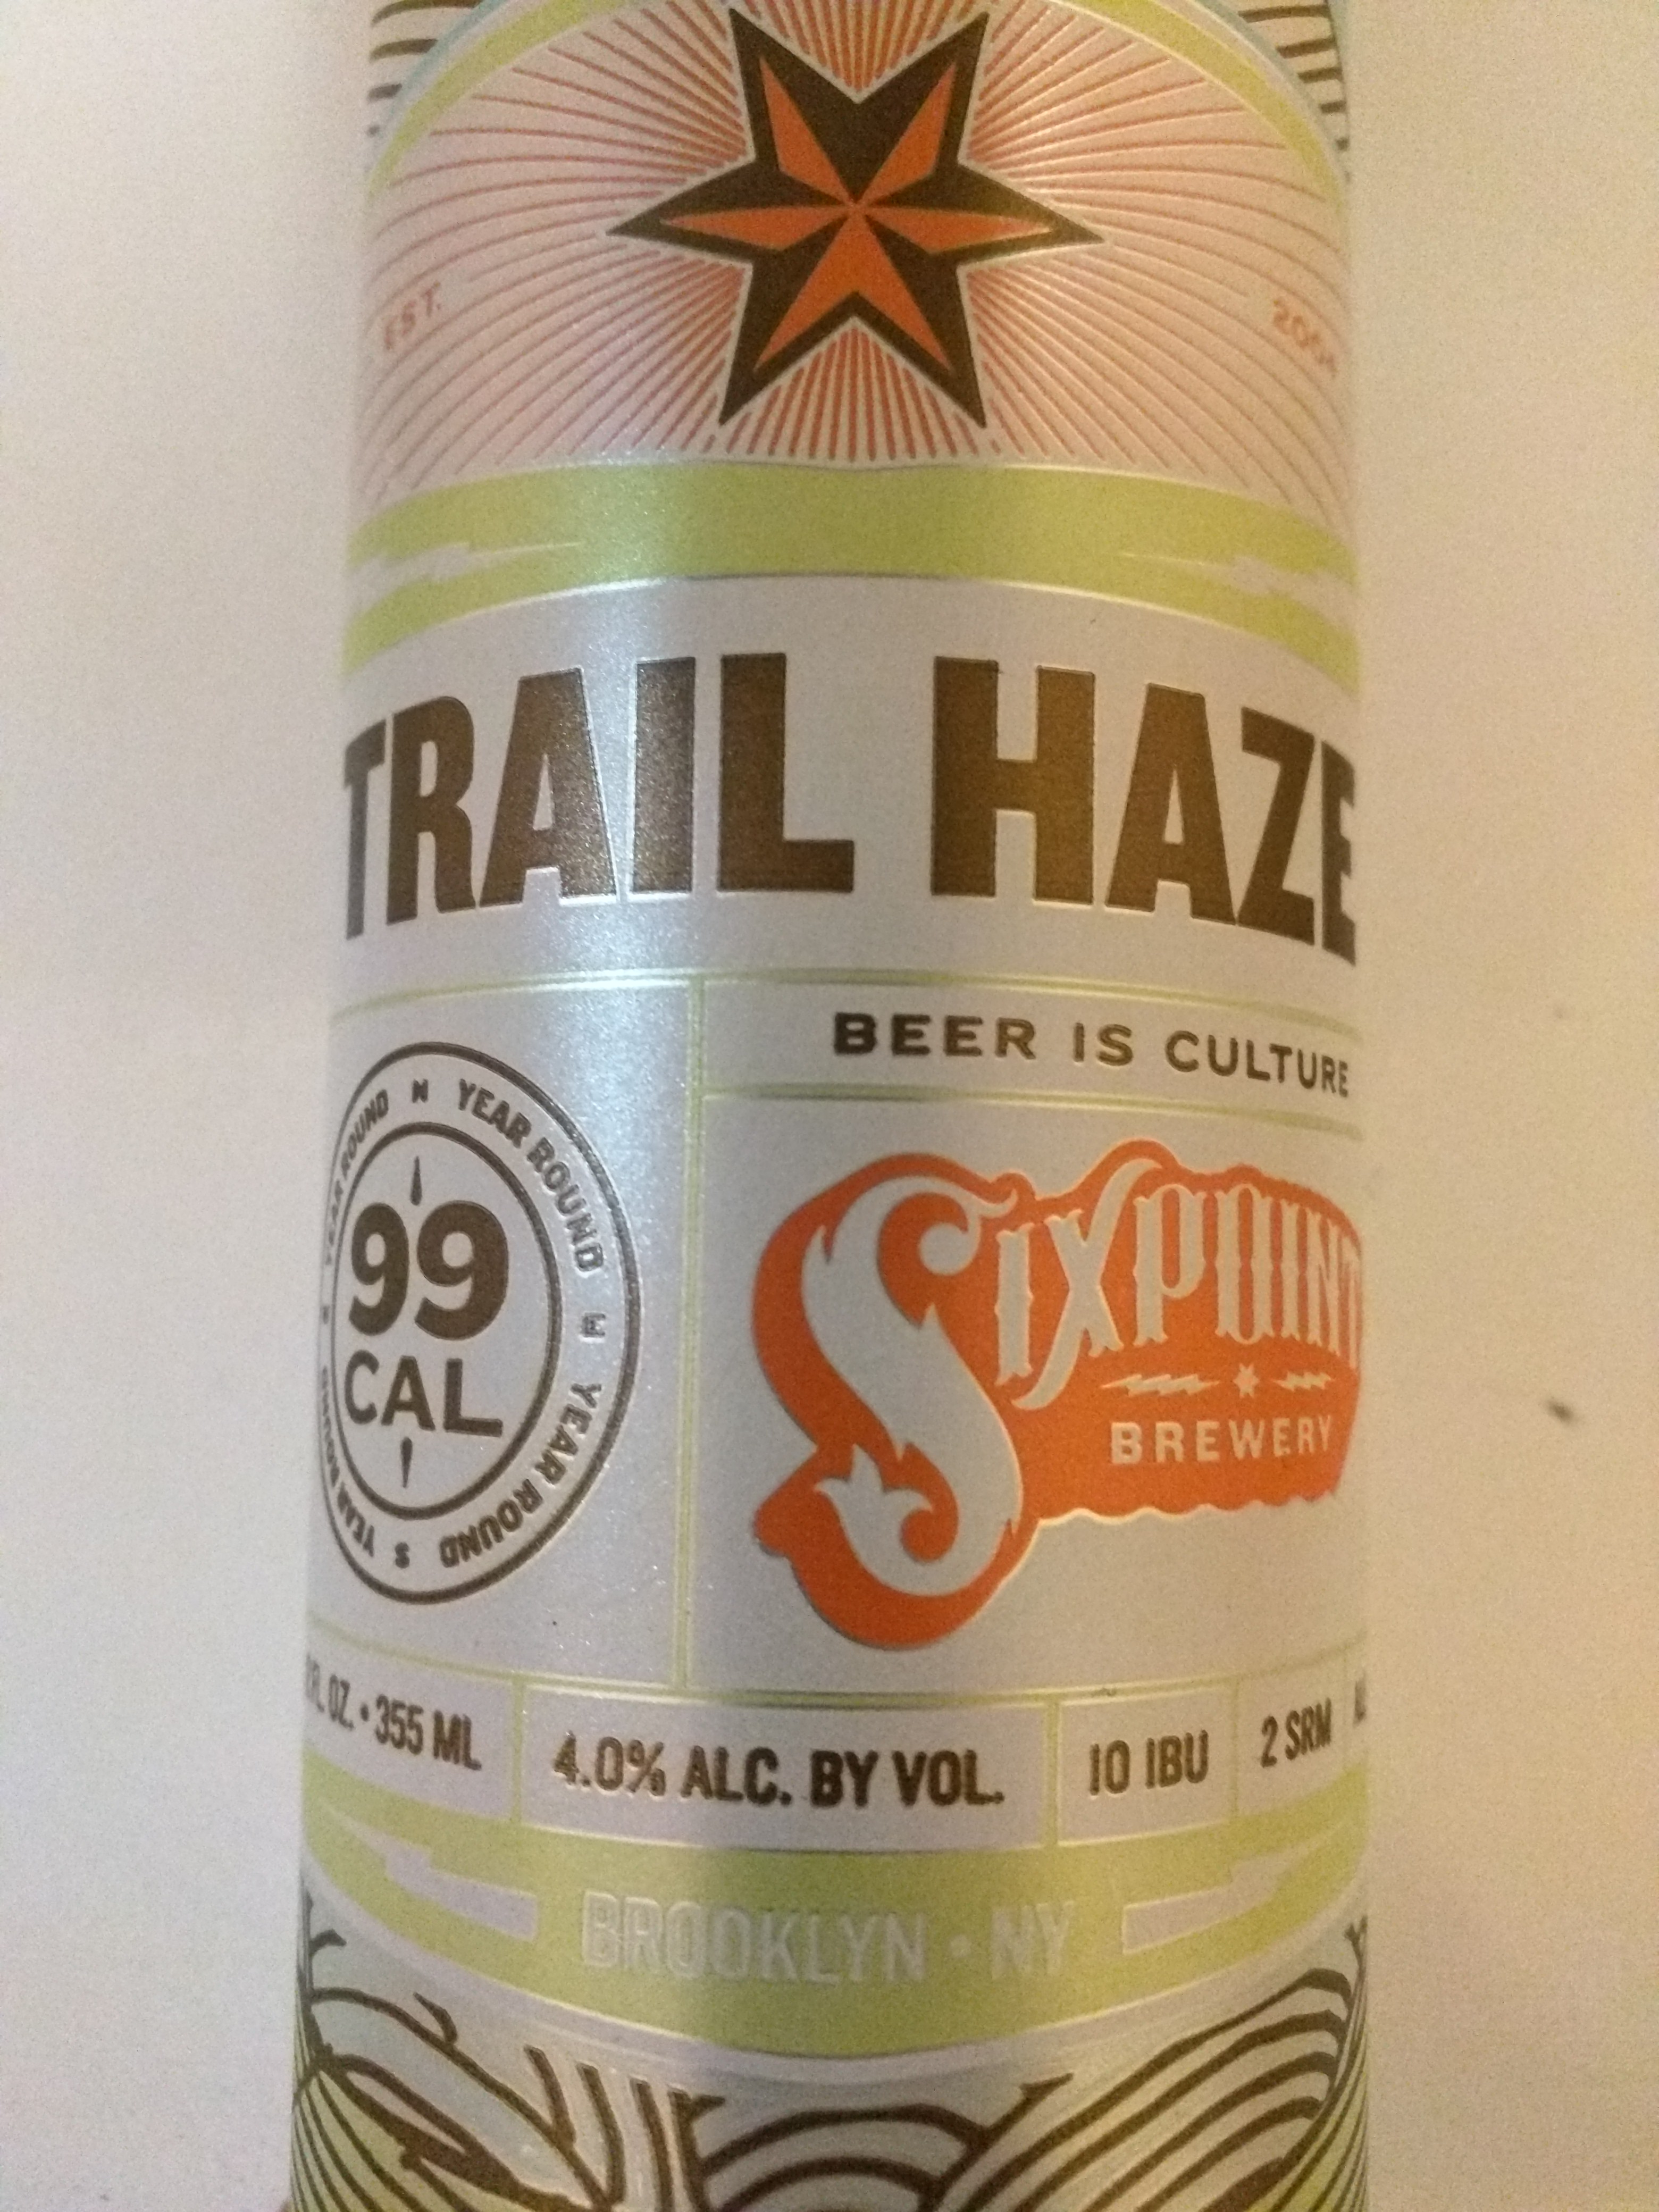 EST. 2004
TRAIL HAZE
BEER IS CULTURE
N YEAR ROUND E YEAR ROUND S YEAR ROUND YEAR ROUND
99
CAL
SIXPOINT
BREWERY
FL. OZ. • 355 ML
4.0% ALC. BY VOL.
10 IBU
2 SRM
BROOKLYN • NY